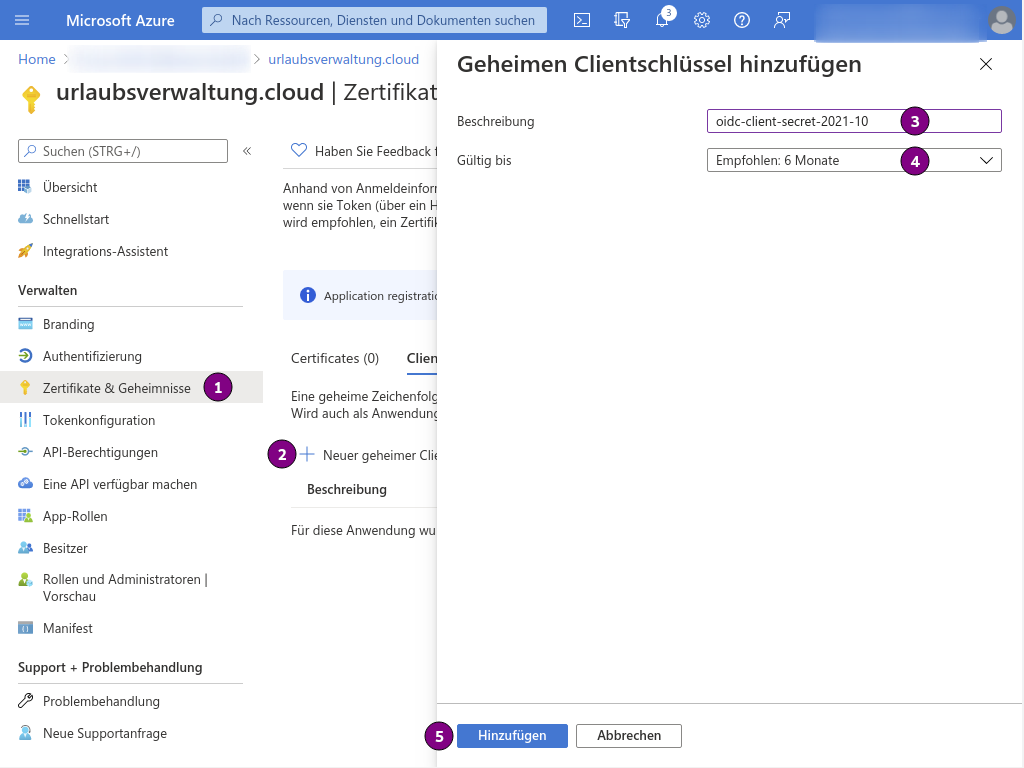 Microsoft Azure
Nach Ressourcen, Diensten und Dokumenten suchen
3
Home
urlaubsverwaltung.cloud
urlaubsverwaltung.cloud | Zertifikat
Suchen (STRG+/)
«
Übersicht
Schnellstart
Integrations-Assistent
Verwalten
Branding
Authentifizierung
Zertifikate & Geheimnisse 1
Tokenkonfiguration
API-Berechtigungen
Eine API verfügbar machen
App-Rollen
Besitzer
Rollen und Administratoren |
Vorschau
Manifest
Support + Problembehandlung
Problembehandlung
Neue Supportanfrage
Haben Sie Feedback f
Anhand von Anmeldeinforn
wenn sie Token (über ein H
wird empfohlen, ein Zertifik
Application registratio
Certificates (0) Clien
Eine geheime Zeichenfolg
Wird auch als Anwendung
2 Neuer geheimer Clie
Beschreibung
Für diese Anwendung wu
Geheimen Clientschlüssel hinzufügen
Beschreibung oidc-client-secret-2021-10 3
Gültig bis Empfohlen: 6 Monate 4
5 Hinzufügen Abbrechen